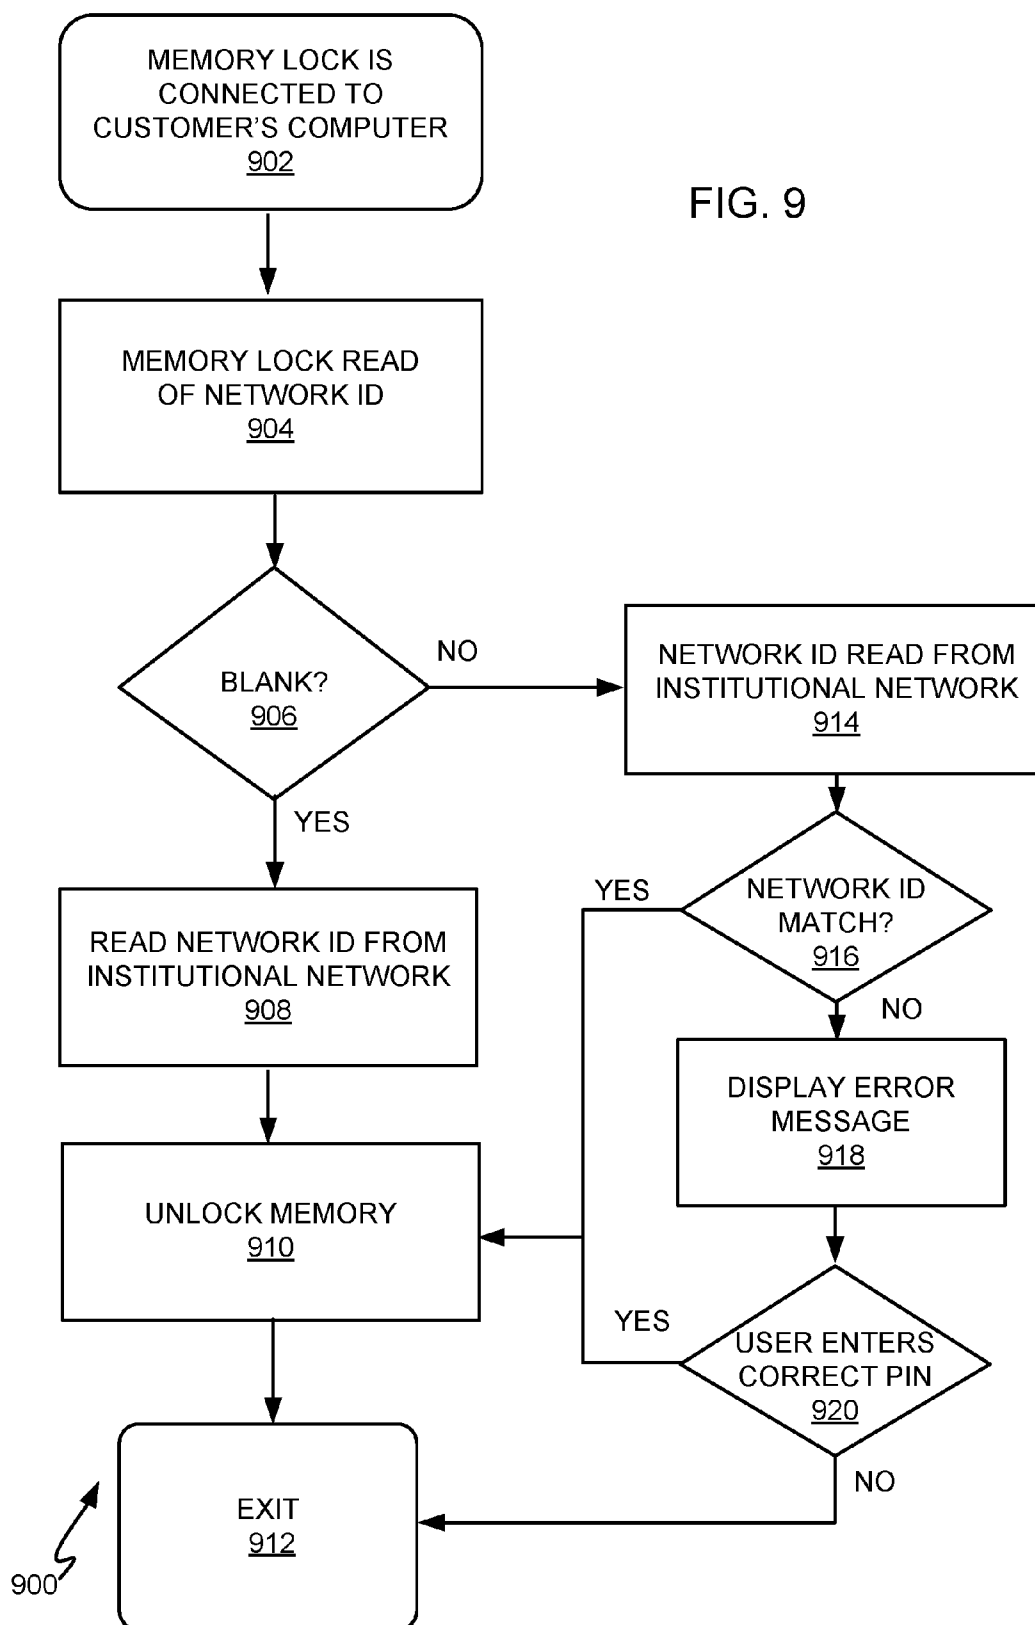 MEMORY LOCK IS
CONNECTED TO
CUSTOMER'S COMPUTER
902
FIG. 9
MEMORY LOCK READ
OF NETWORK ID
904
BLANK?
906
NO
YES
NETWORK ID READ FROM
INSTITUTIONAL NETWORK
914
NETWORK ID
MATCH?
916
YES
NO
READ NETWORK ID FROM
INSTITUTIONAL NETWORK
908
DISPLAY ERROR
MESSAGE
918
UNLOCK MEMORY
910
USER ENTERS
CORRECT PIN
920
YES
NO
EXIT
912
900